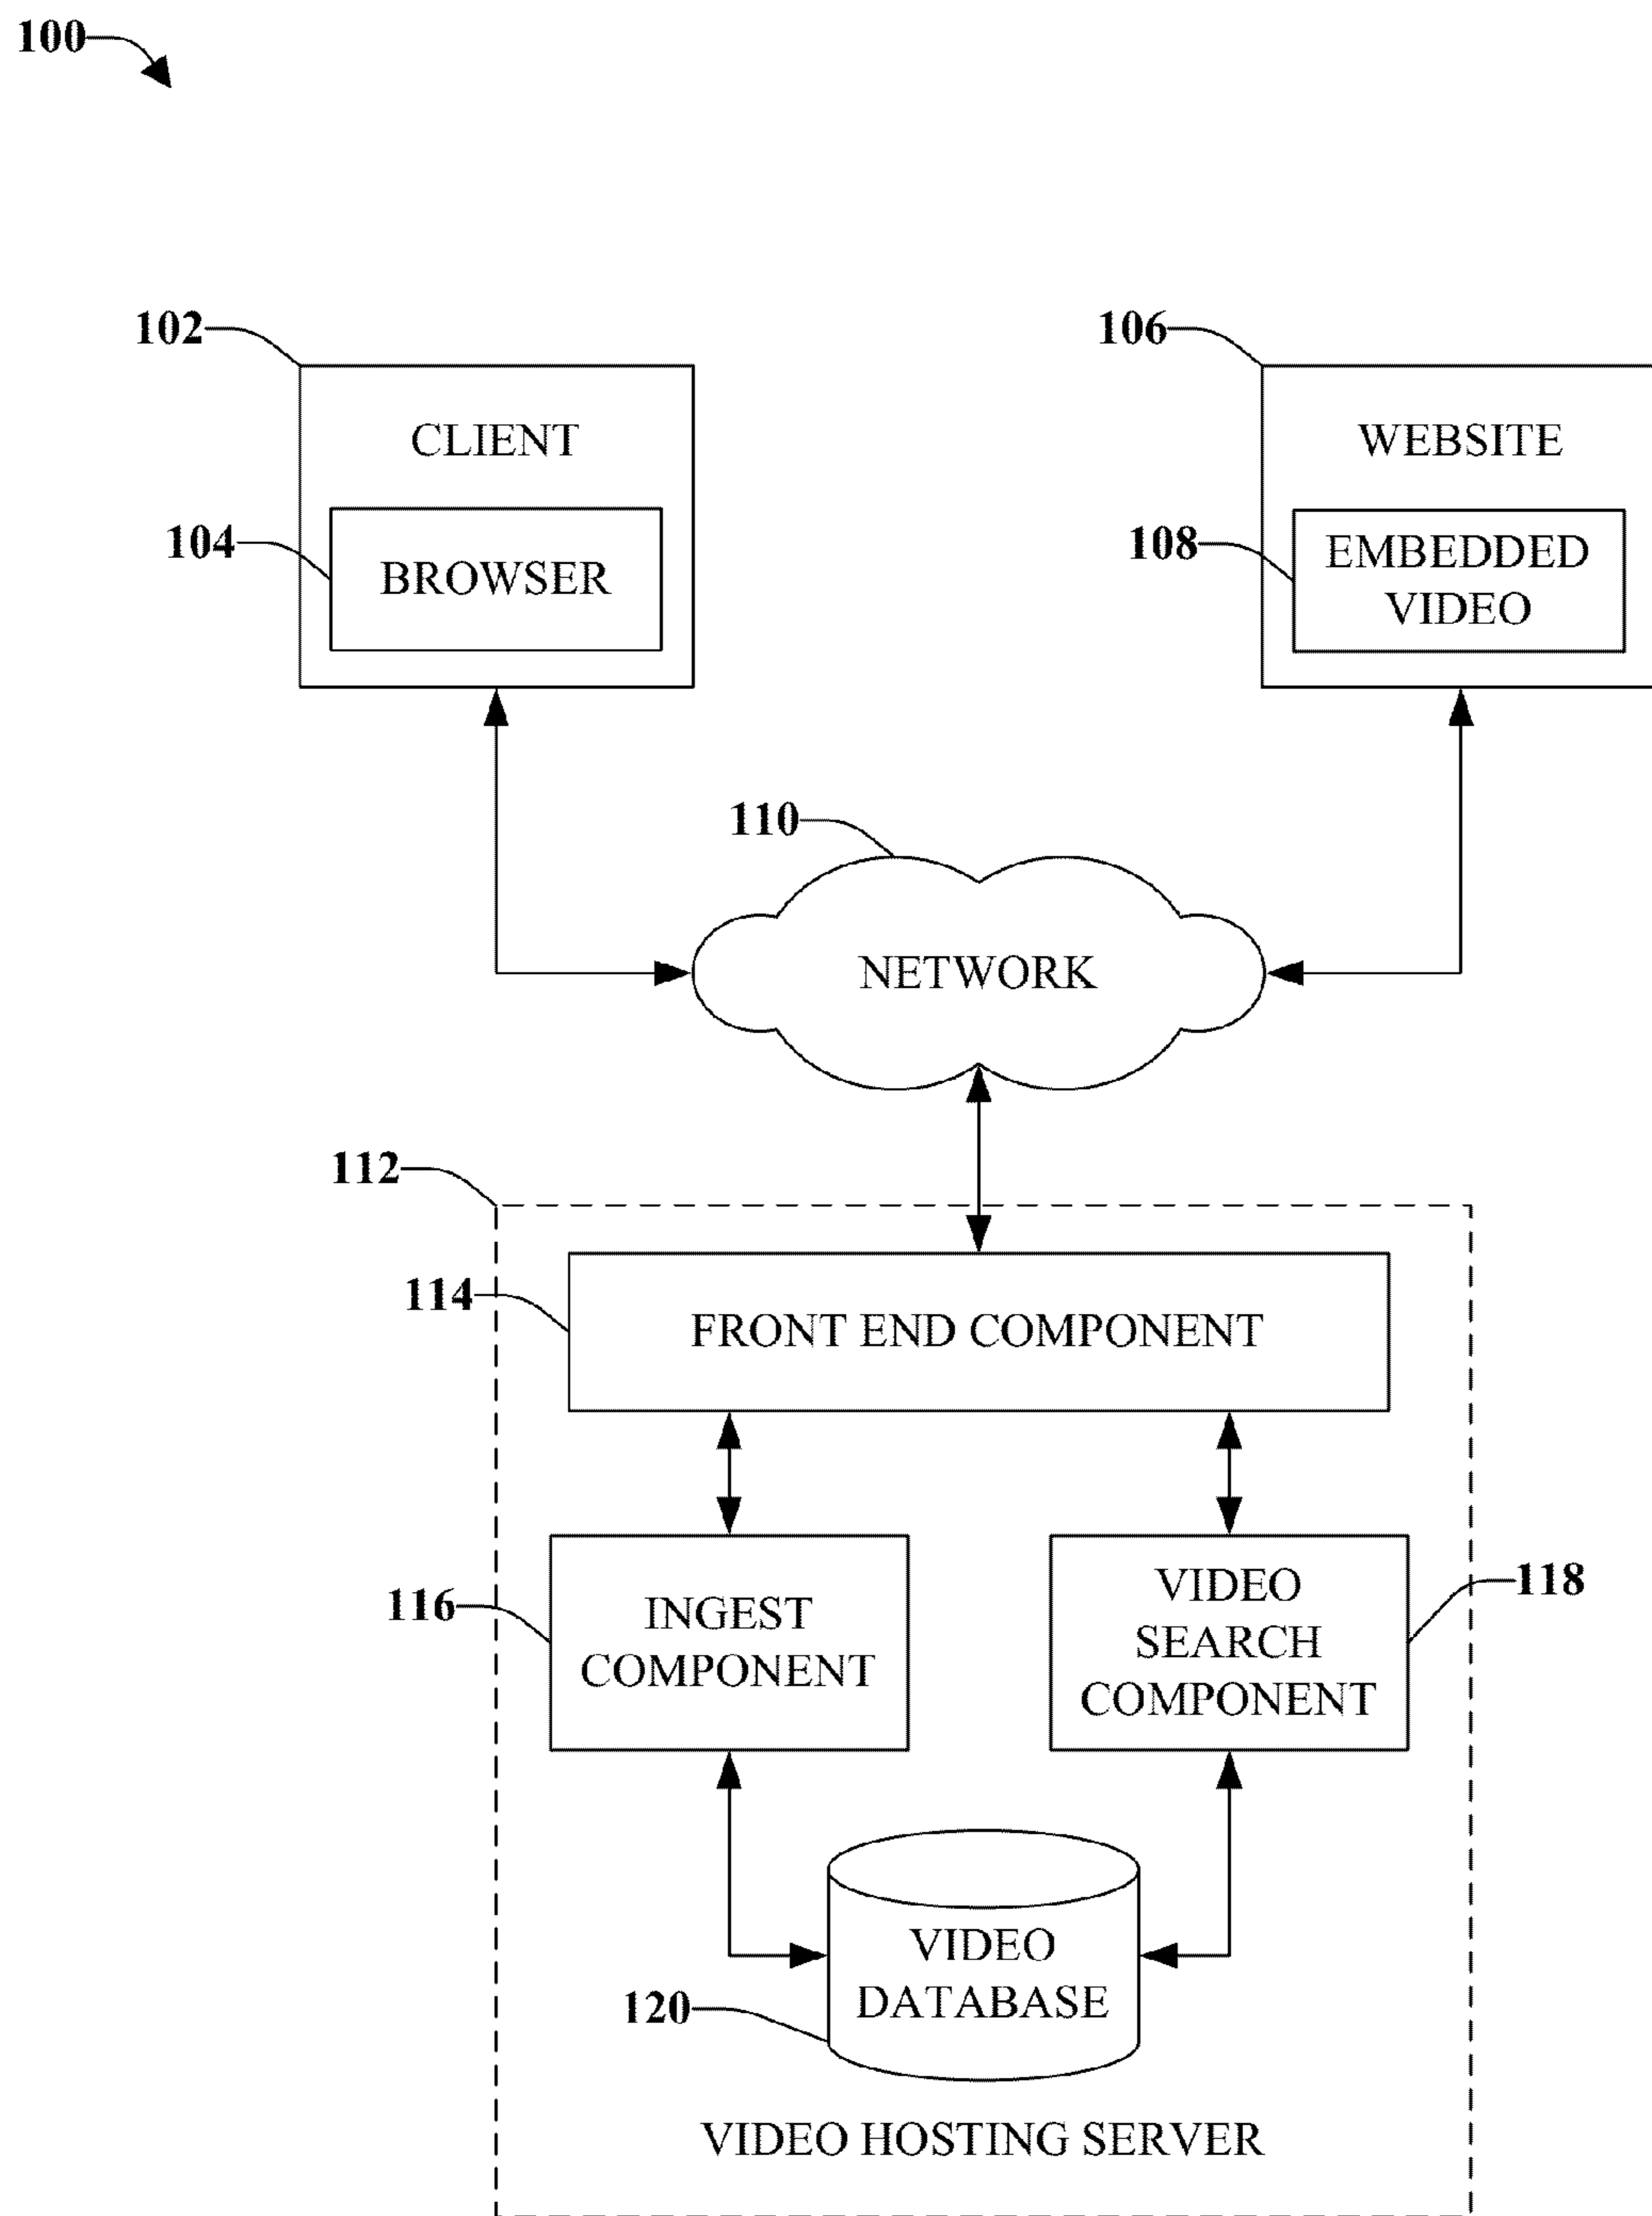 100
102
106
CLIENT
WEBSITE
104
BROWSER
108
EMBEDDED
VIDEO
110
NETWORK
112
114
FRONT END COMPONENT
116
INGEST
COMPONENT
VIDEO
SEARCH
COMPONENT
118
VIDEO
DATABASE
120
VIDEO HOSTING SERVER